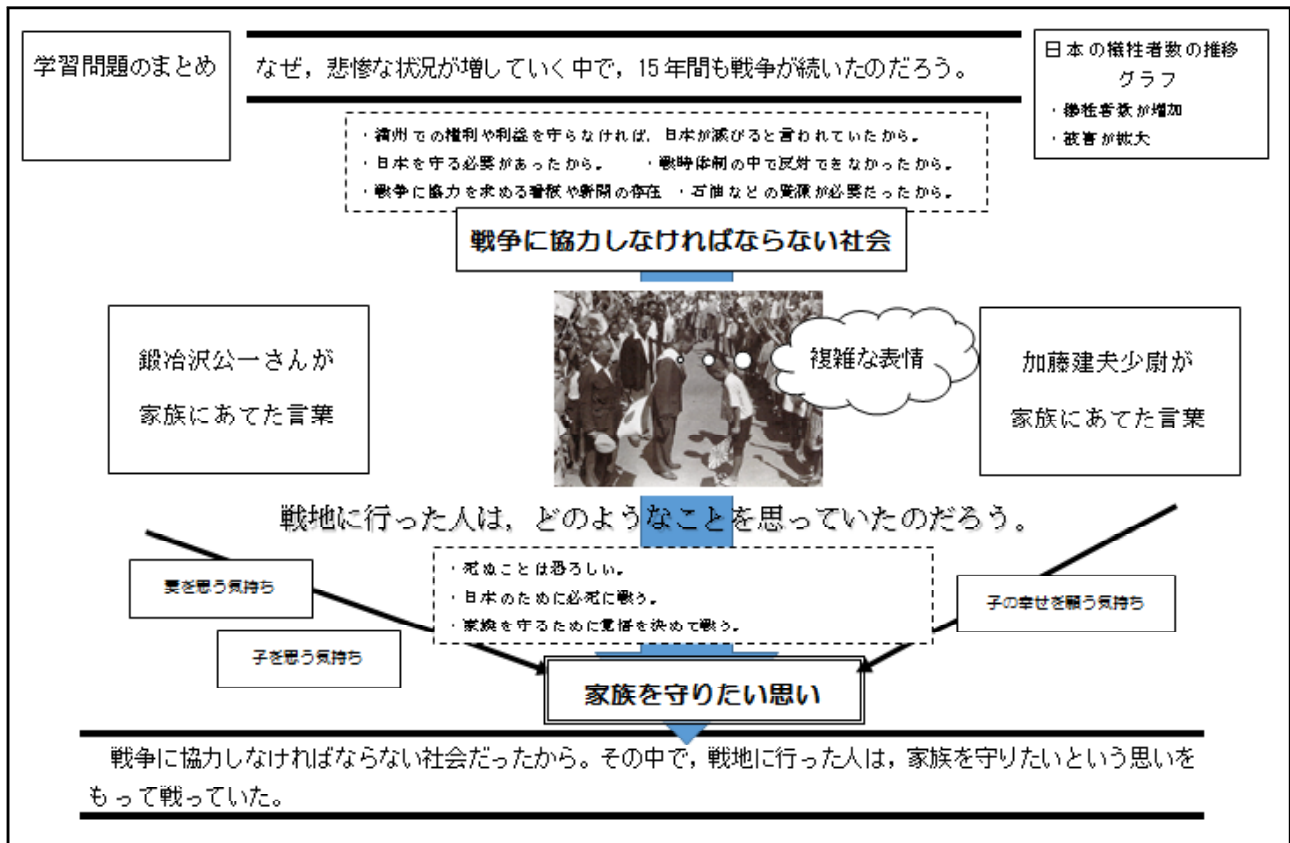 学習問題のまとめ
なぜ，悲惨な状況が増していく中で，15年間も戦争が続いたのだろう。
日本の犠牲者数の推移
グラフ
・犠牲者数が増加
・被害が拡大
・満州での権利や利益を守らなければ，日本が滅びると言われていたから。
・日本を守る必要があったから。　・戦時体制の中で反対できなかったから。
・戦争に協力を求める看板や新聞の存在　・石油などの資源が必要だったから。
戦争に協力しなければならない社会
鍛冶沢公一さんが
家族にあてた言葉
複雑な表情
加藤建夫少尉が
家族にあてた言葉
戦地に行った人は，どのようなことを思っていたのだろう。
・死ぬことは恐ろしい。
・日本のために必死に戦う。
・家族を守るために覚悟を決めて戦う。
妻を思う気持ち
子を思う気持ち
子の幸せを願う気持ち
家族を守りたい思い
戦争に協力しなければならない社会だったから。その中で，戦地に行った人は，家族を守りたいという思いを
もって戦っていた。